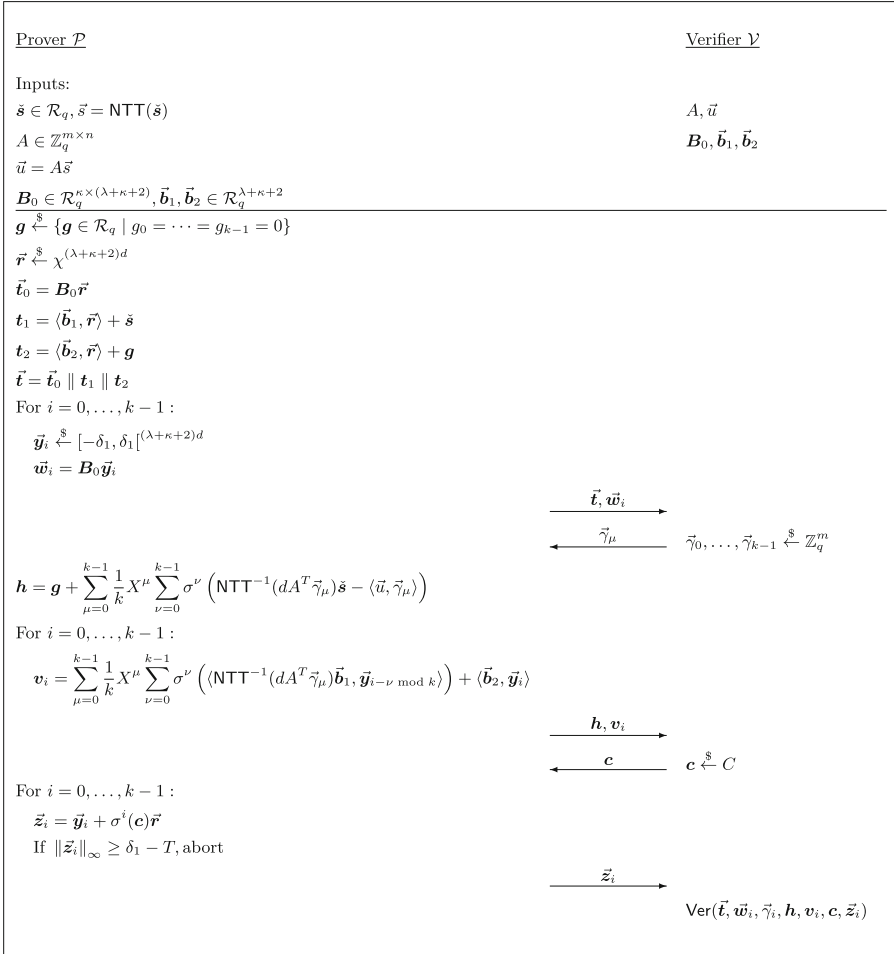 Prover 𝒫 Verifier 𝒱
Inputs:
š ∈ ℛ_q, s⃗ = NTT(š) A, u⃗
A ∈ ℤ_q^{m×n} B_0, b⃗_1, b⃗_2
u⃗ = As⃗
B_0 ∈ ℛ_q^{κ×(λ+κ+2)}, b⃗_1, b⃗_2 ∈ ℛ_q^{λ+κ+2}
g ←$ {g ∈ ℛ_q | g_0 = ⋯ = g_{k−1} = 0}
r⃗ ←$ χ^{(λ+κ+2)d}
t⃗_0 = B_0 r⃗
t_1 = ⟨b⃗_1, r⃗⟩ + š
t_2 = ⟨b⃗_2, r⃗⟩ + g
t⃗ = t⃗_0 ∥ t_1 ∥ t_2
For i = 0, …, k − 1 :
y⃗_i ←$ [−δ_1, δ_1[^{(λ+κ+2)d}
w⃗_i = B_0 y⃗_i
t⃗, w⃗_i
γ⃗_μ γ⃗_0, …, γ⃗_{k−1} ←$ ℤ_q^m
h = g + ∑_{μ=0}^{k−1} \frac{1}{k} X^μ ∑_{ν=0}^{k−1} σ^ν (NTT^{−1}(dA^T γ⃗_μ)š − ⟨u⃗, γ⃗_μ⟩)
For i = 0, …, k − 1 :
v_i = ∑_{μ=0}^{k−1} \frac{1}{k} X^μ ∑_{ν=0}^{k−1} σ^ν (⟨NTT^{−1}(dA^T γ⃗_μ)b⃗_1, y⃗_{i−ν mod k}⟩) + ⟨b⃗_2, y⃗_i⟩
h, v_i
c c ←$ C
For i = 0, …, k − 1 :
z⃗_i = y⃗_i + σ^i(c)r⃗
If ‖z⃗_i‖_∞ ≥ δ_1 − T, abort
z⃗_i
Ver(t⃗, w⃗_i, γ⃗_i, h, v_i, c, z⃗_i)